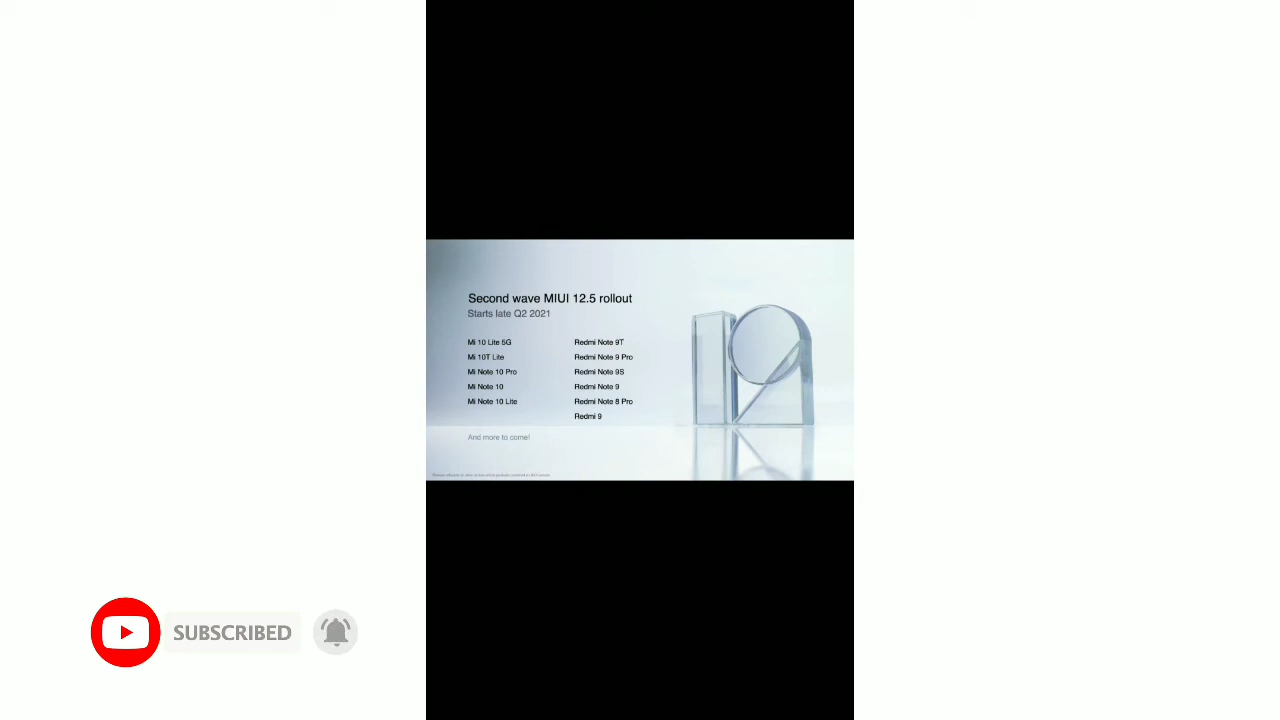 Second wave MIUI 12.5 rollout
Starts late Q2 2021
Mi 10 Lite 5G
Mi 10T Lite
Mi Note 10 Pro
Mi Note 10
Mi Note 10 Lite
Redmi Note 9T
Redmi Note 9 Pro
Redmi Note 9S
Redmi Note 9
Redmi Note 8 Pro
Redmi 9
And more to come!
SUBSCRIBED